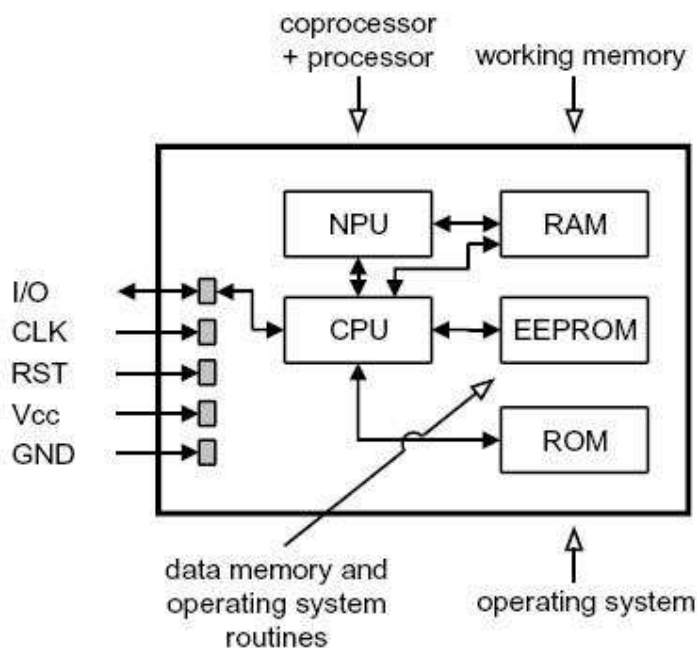 coprocessor
+ processor
working memory
NPU
RAM
I/O
CPU
EEPROM
CLK
RST
Vcc
GND
ROM
data memory and
operating system
routines
operating system